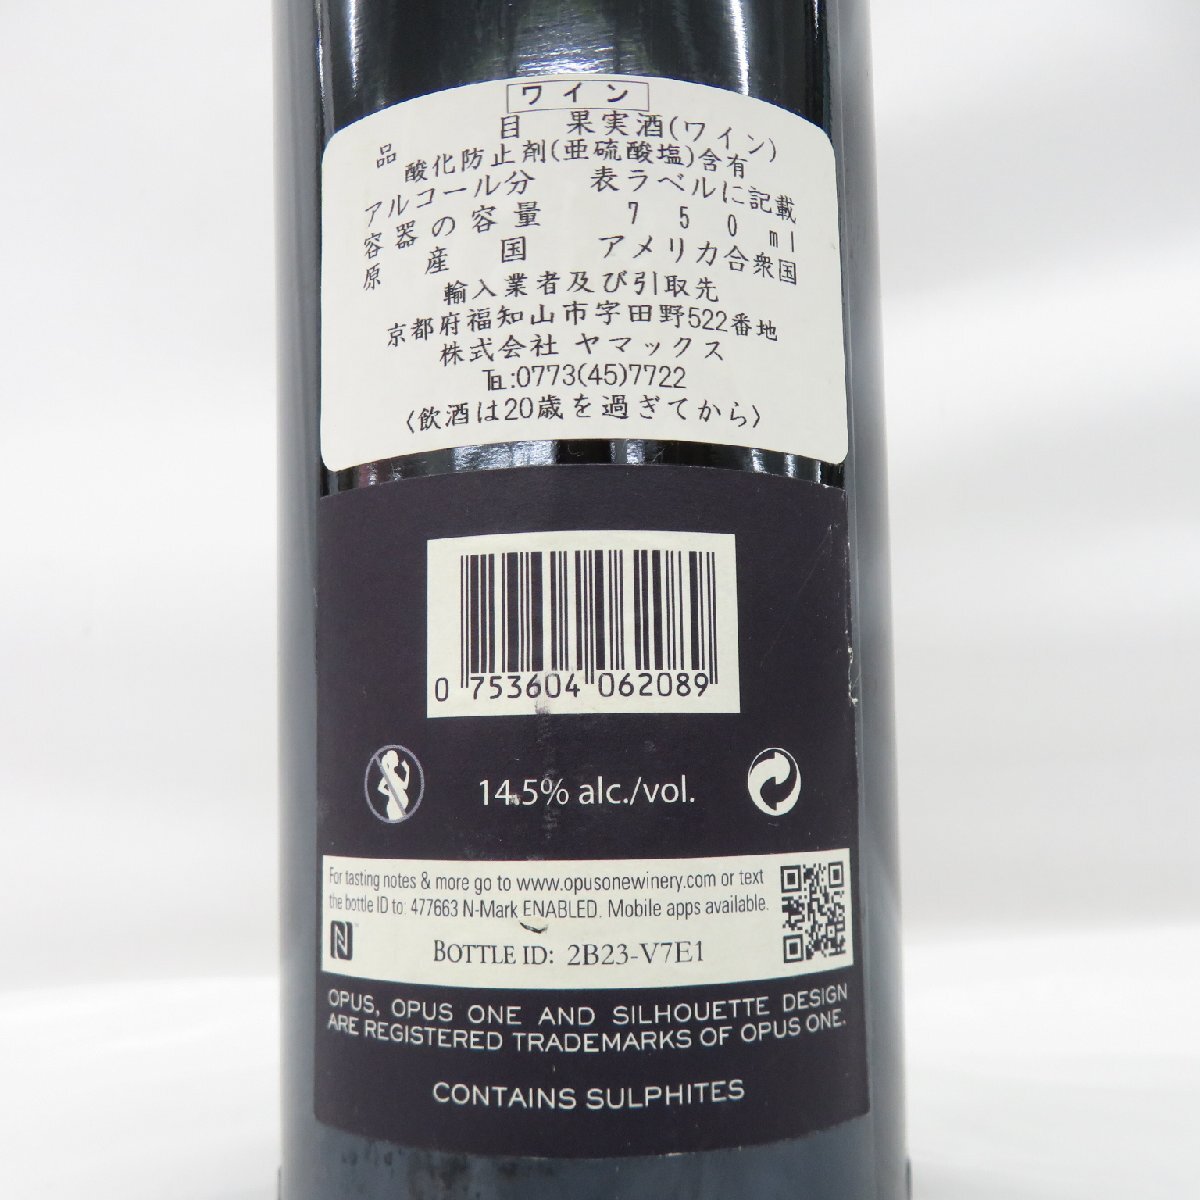 ワイン
品目 果実酒(ワイン)
酸化防止剤(亜硫酸塩)含有
アルコール分 表ラベルに記載
容器の容量 750ml
原産国 アメリカ合衆国
輸入業者及び引取先
京都府福知山市字田野522番地
株式会社 ヤマックス
℡:0773(45)7722
〈飲酒は20歳を過ぎてから〉
0 753604 062089
14.5% alc./vol.
For tasting notes & more go to www.opusonewinery.com or text
the bottle ID to: 477663 N-Mark ENABLED. Mobile apps available.
BOTTLE ID: 2B23-V7E1
OPUS, OPUS ONE AND SILHOUETTE DESIGN
ARE REGISTERED TRADEMARKS OF OPUS ONE.
CONTAINS SULPHITES